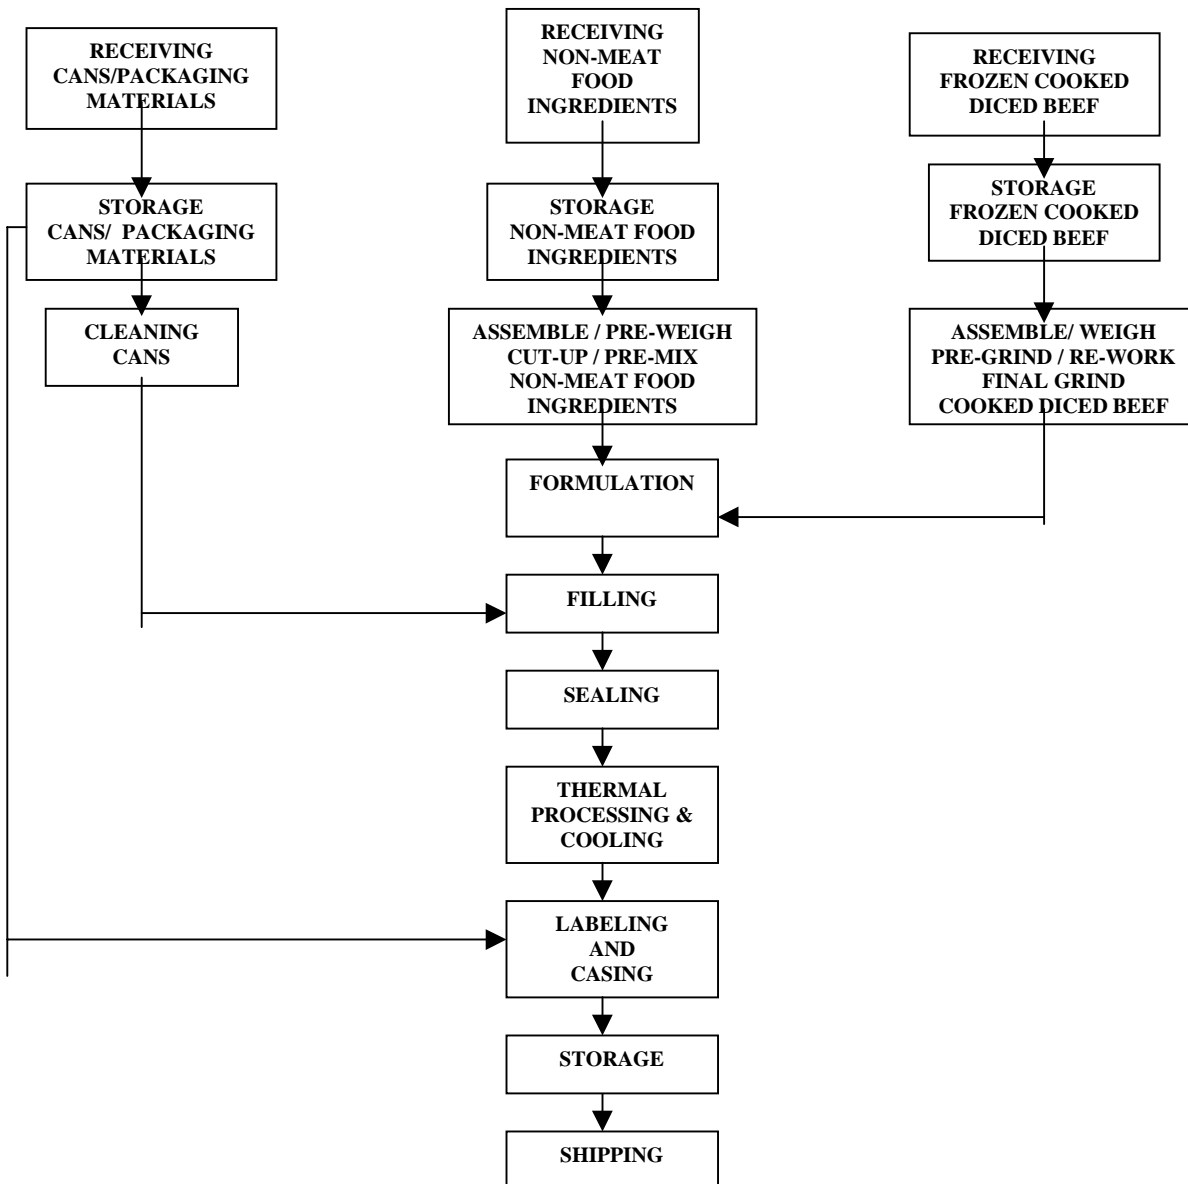 RECEIVING
CANS/PACKAGING
MATERIALS
RECEIVING
NON-MEAT
FOOD
INGREDIENTS
RECEIVING
FROZEN COOKED
DICED BEEF
STORAGE
CANS/ PACKAGING
MATERIALS
STORAGE
NON-MEAT FOOD
INGREDIENTS
STORAGE
FROZEN COOKED
DICED BEEF
CLEANING
CANS
ASSEMBLE / PRE-WEIGH
CUT-UP / PRE-MIX
NON-MEAT FOOD
INGREDIENTS
ASSEMBLE/ WEIGH
PRE-GRIND / RE-WORK
FINAL GRIND
COOKED DICED BEEF
FORMULATION
FILLING
SEALING
THERMAL
PROCESSING &
COOLING
LABELING
AND
CASING
STORAGE
SHIPPING